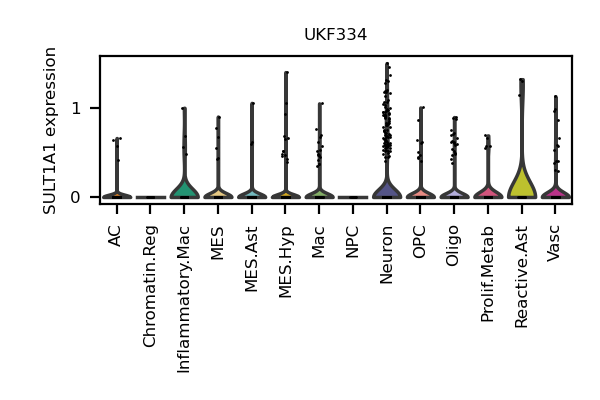 UKF334
SULT1A1 expression
1
0
AC
Chromatin.Reg
Inflammatory.Mac
MES
MES.Ast
MES.Hyp
Mac
NPC
Neuron
OPC
Oligo
Prolif.Metab
Reactive.Ast
Vasc